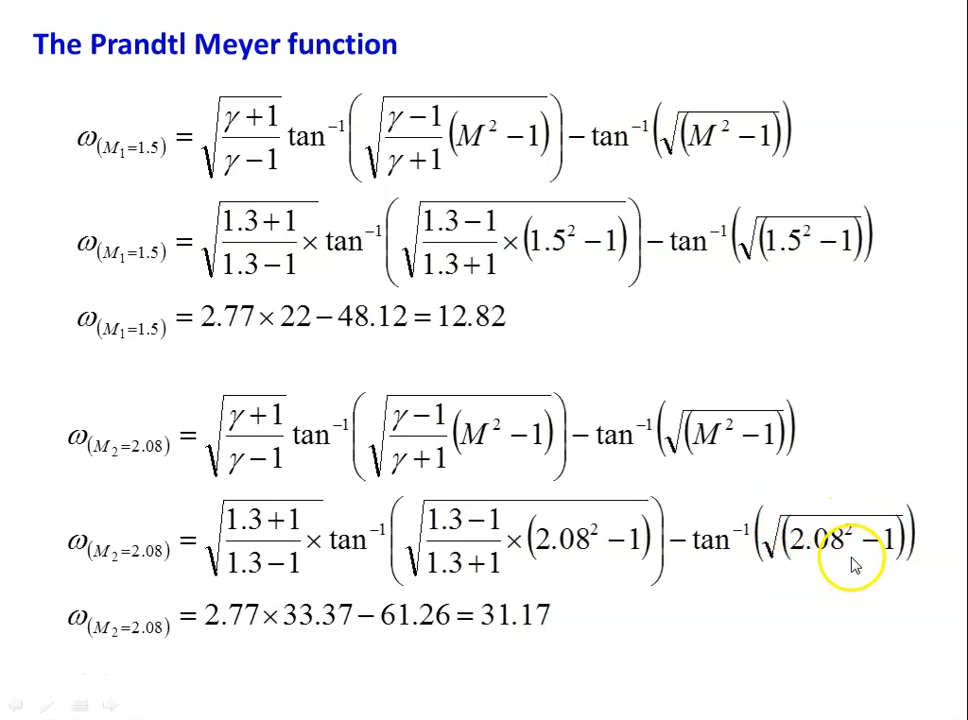 The Prandtl Meyer function
ω(M₁=1.5) = √((γ+1)/(γ−1)) tan⁻¹(√((γ−1)/(γ+1) (M²−1))) − tan⁻¹(√(M²−1))
ω(M₁=1.5) = √((1.3+1)/(1.3−1)) × tan⁻¹(√((1.3−1)/(1.3+1) × (1.5²−1))) − tan⁻¹(√(1.5²−1))
ω(M₁=1.5) = 2.77×22−48.12 = 12.82
ω(M₂=2.08) = √((γ+1)/(γ−1)) tan⁻¹(√((γ−1)/(γ+1) (M²−1))) − tan⁻¹(√(M²−1))
ω(M₂=2.08) = √((1.3+1)/(1.3−1)) × tan⁻¹(√((1.3−1)/(1.3+1) × (2.08²−1))) − tan⁻¹(√(2.08²−1))
ω(M₂=2.08) = 2.77×33.37−61.26 = 31.17